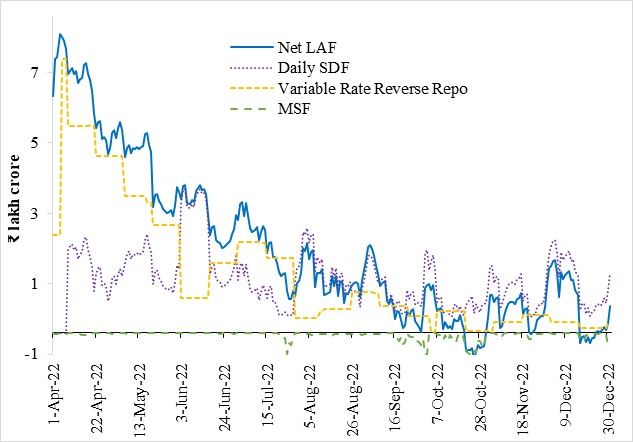 Net LAF
Daily SDF
Variable Rate Reverse Repo
MSF
₹ lakh crore
7
5
3
1
-1
1-Apr-22
22-Apr-22
13-May-22
3-Jun-22
24-Jun-22
15-Jul-22
5-Aug-22
26-Aug-22
16-Sep-22
7-Oct-22
28-Oct-22
18-Nov-22
9-Dec-22
30-Dec-22